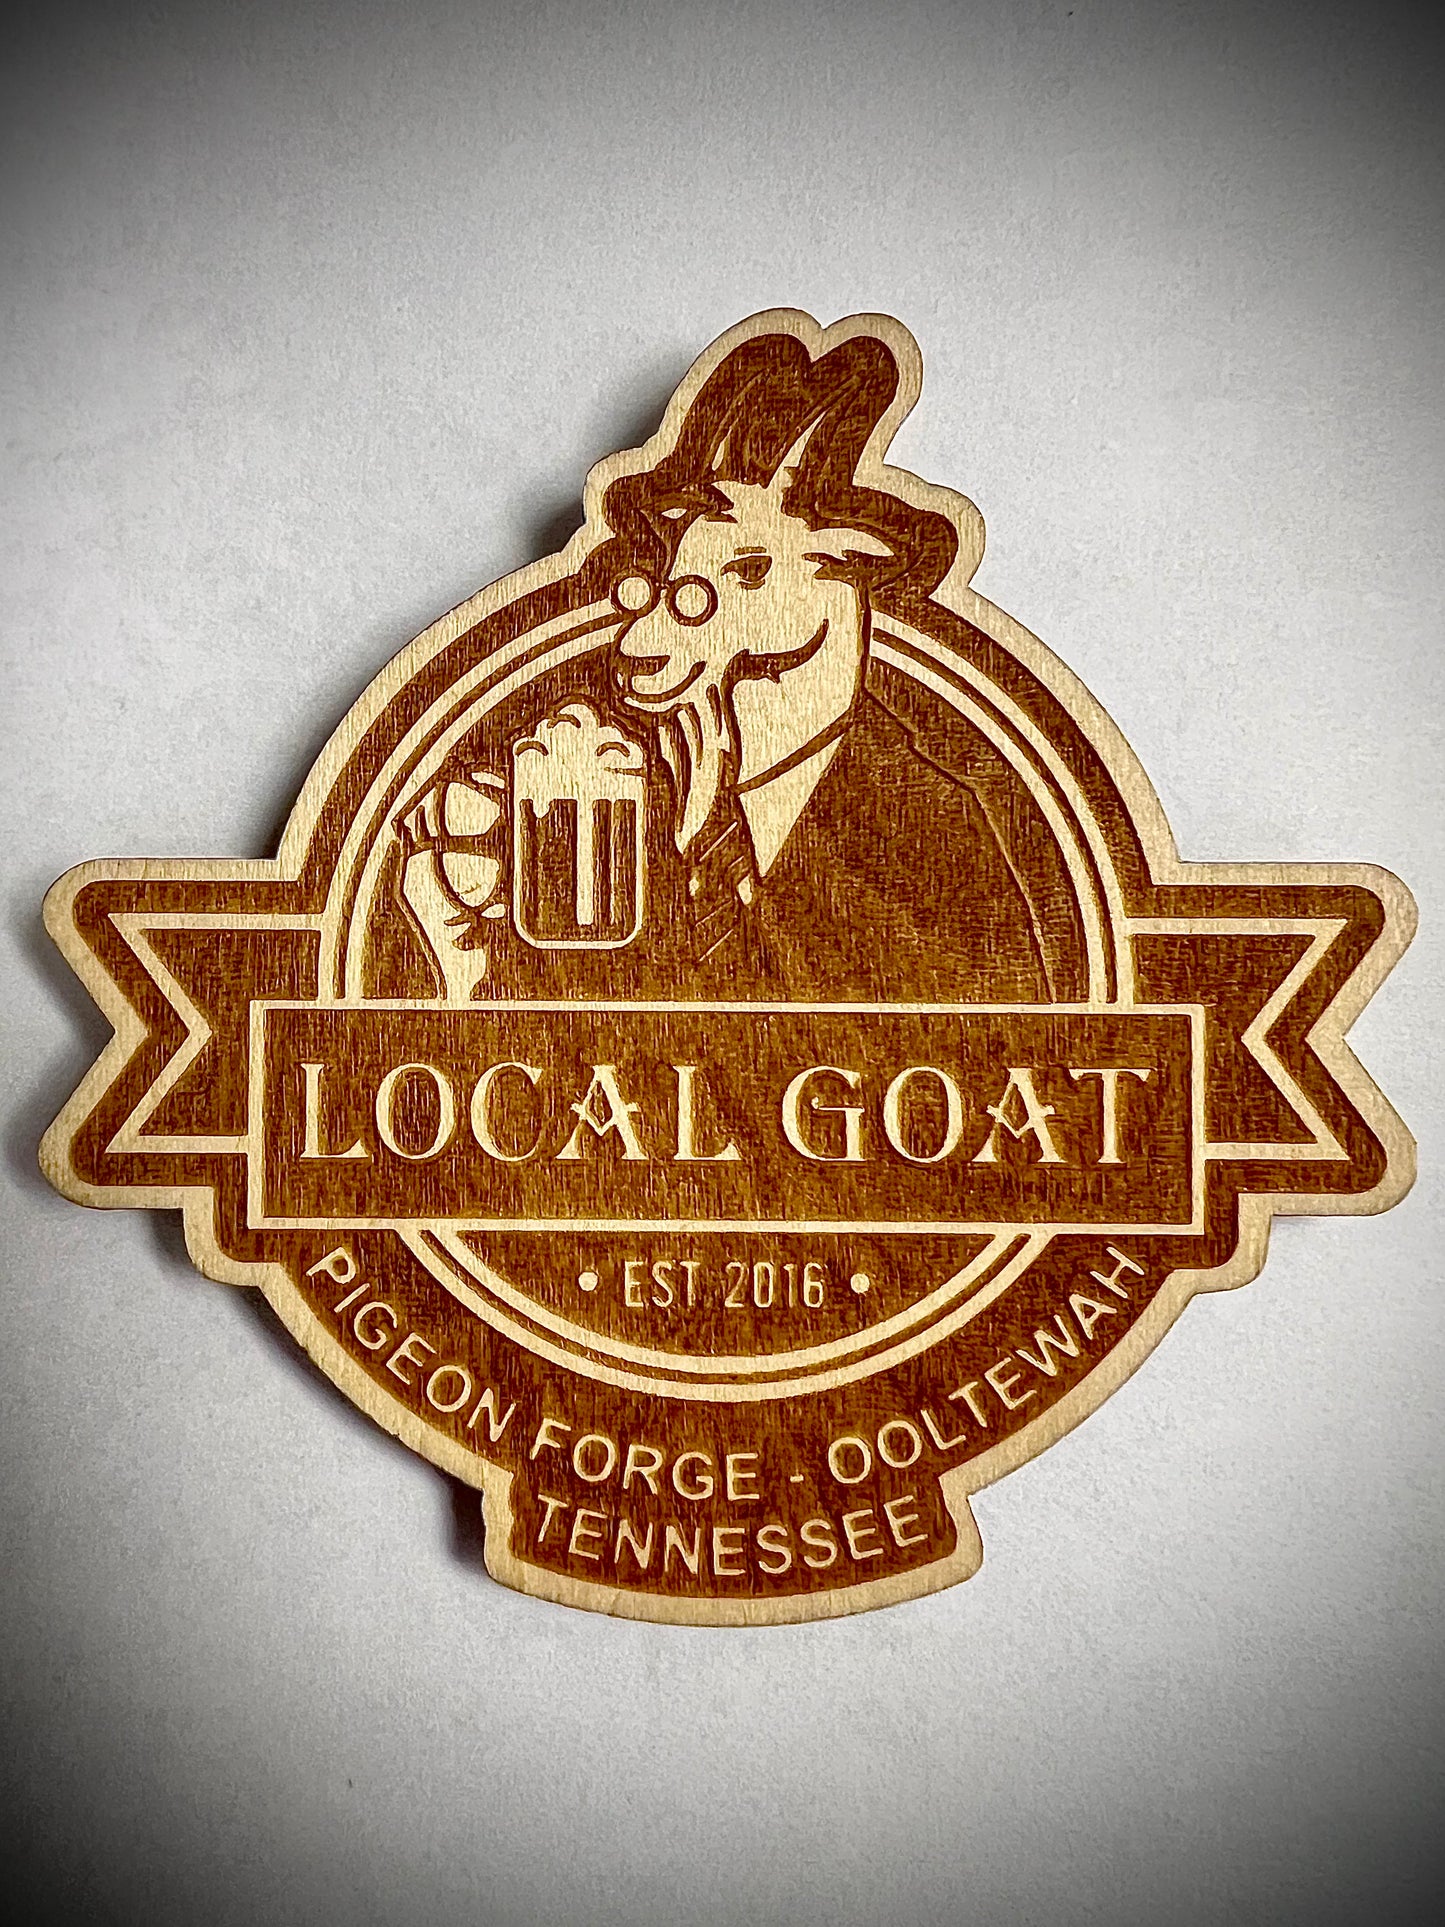 LOCAL GOAT
• EST 2016 •
PIGEON FORGE - OOLTEWAH
TENNESSEE